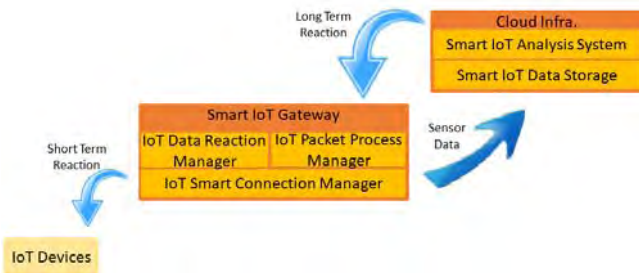 Long Term
Reaction
Cloud Infra.
Smart IoT Analysis System
Smart IoT Data Storage
Smart IoT Gateway
IoT Data Reaction
Manager
IoT Packet Process
Manager
IoT Smart Connection Manager
Sensor
Data
Short Term
Reaction
IoT Devices